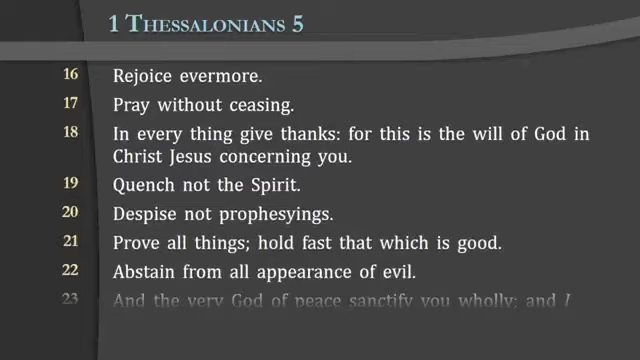 1 Thessalonians 5
16 Rejoice evermore.
17 Pray without ceasing.
18 In every thing give thanks: for this is the will of God in
Christ Jesus concerning you.
19 Quench not the Spirit.
20 Despise not prophesyings.
21 Prove all things; hold fast that which is good.
22 Abstain from all appearance of evil.
23 And the very God of peace sanctify you wholly; and I